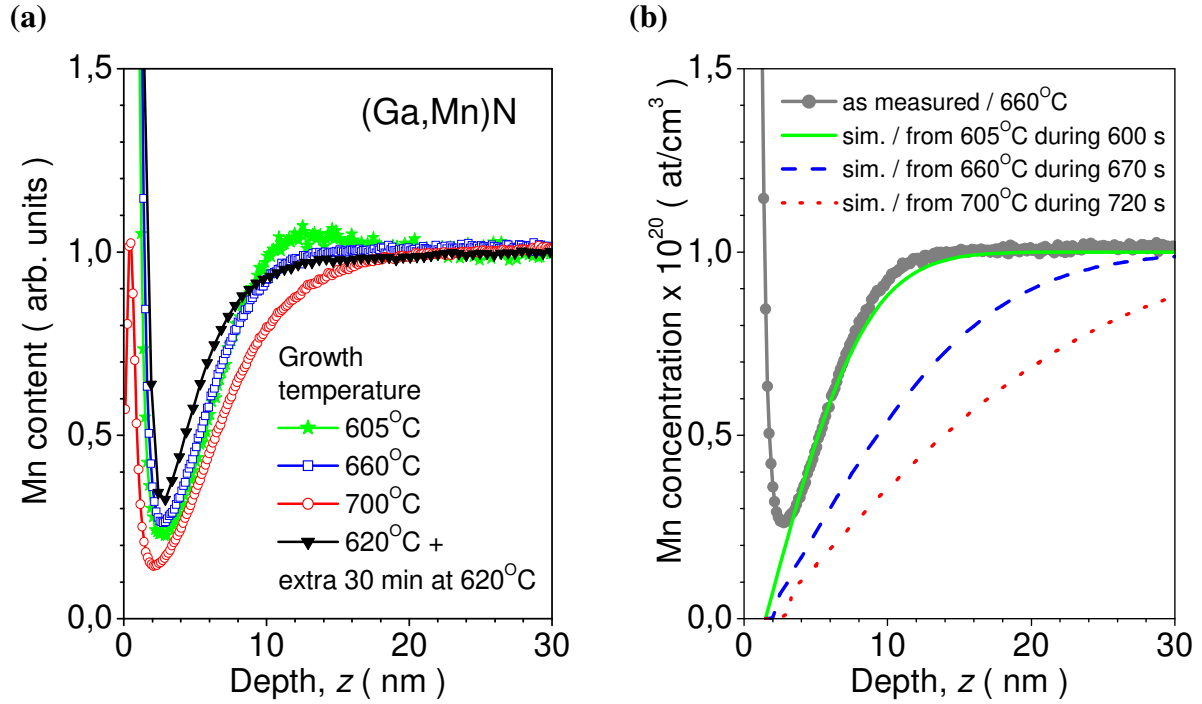 (a)
(b)
1,5
1,0
0,5
0,0
Mn content ( arb. units )
(Ga,Mn)N
Growth
temperature
605°C
660°C
700°C
620°C +
extra 30 min at 620°C
0 10 20 30
Depth, z ( nm )
1,5
1,0
0,5
0,0
Mn concentration x 10^20 ( at/cm^3 )
as measured / 660°C
sim. / from 605°C during 600 s
sim. / from 660°C during 670 s
sim. / from 700°C during 720 s
0 10 20 30
Depth, z ( nm )